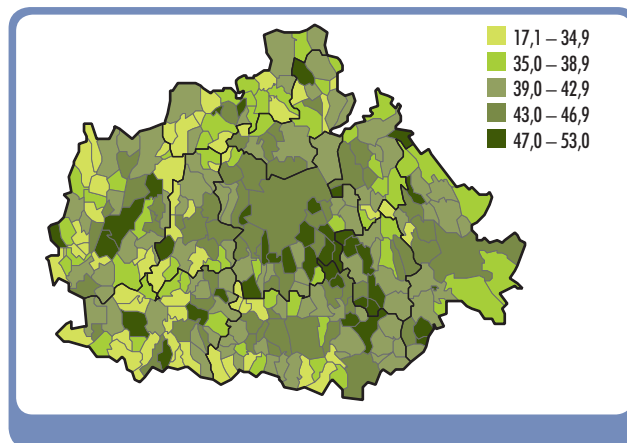 17,1 – 34,9
35,0 – 38,9
39,0 – 42,9
43,0 – 46,9
47,0 – 53,0